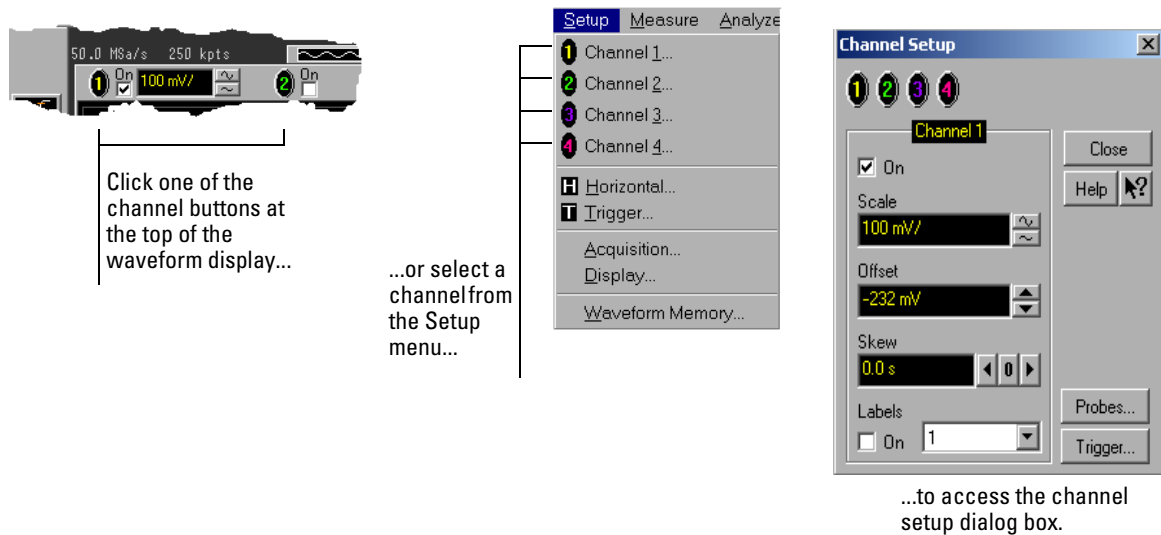 50.0 MSa/s 250 kpts
1 On 100 mV/ 2 On
Click one of the
channel buttons at
the top of the
waveform display...
...or select a
channel from
the Setup
menu...
Setup Measure Analyze
1 Channel 1...
2 Channel 2...
3 Channel 3...
4 Channel 4...
H Horizontal...
T Trigger...
Acquisition...
Display...
Waveform Memory...
Channel Setup
1 2 3 4
Channel 1
On
Close
Help ?
Scale
100 mV/
Offset
-232 mV
Skew
0.0 s 0
Labels
On 1
Probes...
Trigger...
...to access the channel
setup dialog box.